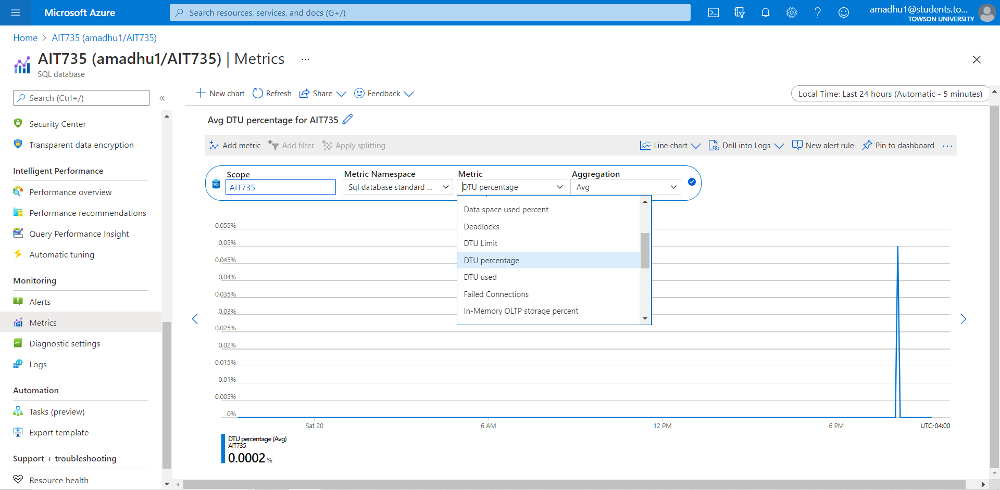 Microsoft Azure
Search resources, services, and docs (G+/)
amadhu1@students.to...
TOWSON UNIVERSITY
Home > AIT735 (amadhu1/AIT735)
AIT735 (amadhu1/AIT735) | Metrics ...
SQL database
Search (Ctrl+/)
«
Security Center
Transparent data encryption
Intelligent Performance
Performance overview
Performance recommendations
Query Performance Insight
Automatic tuning
Monitoring
Alerts
Metrics
Diagnostic settings
Logs
Automation
Tasks (preview)
Export template
Support + troubleshooting
Resource health
New chart Refresh Share Feedback
Local Time: Last 24 hours (Automatic - 5 minutes)
Avg DTU percentage for AIT735
Add metric Add filter Apply splitting Line chart Drill into Logs New alert rule Pin to dashboard ...
Scope Metric Namespace Metric Aggregation
SQL AIT735 Sql database standard ... DTU percentage Avg
Data space used percent
Deadlocks
DTU Limit
DTU percentage
DTU used
Failed Connections
In-Memory OLTP storage percent
0.055%
0.05%
0.045%
0.04%
0.035%
0.03%
0.025%
0.02%
0.015%
0.01%
0.005%
0%
Sat 20 6 AM 12 PM 6 PM UTC-04:00
DTU percentage (Avg)
AIT735
0.0002 %